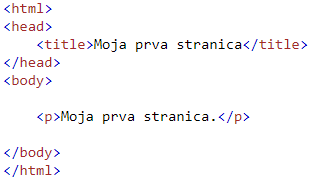 <html>
<head>
    <title>Moja prva stranica</title>
</head>
<body>

    <p>Moja prva stranica.</p>

</body>
</html>